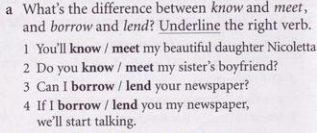 a What's the difference between know and meet,
and borrow and lend? Underline the right verb.
1 You'll know / meet my beautiful daughter Nicoletta
2 Do you know / meet my sister's boyfriend?
3 Can I borrow / lend your newspaper?
4 If I borrow / lend you my newspaper,
we'll start talking.